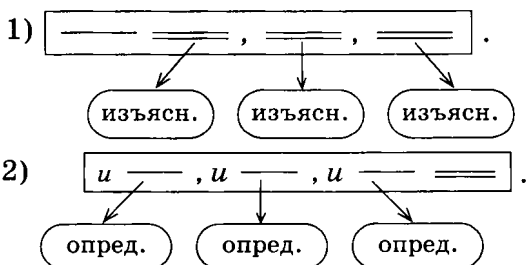 1) , , .
изъясн. изъясн. изъясн.
2) и , и , и .
опред. опред. опред.